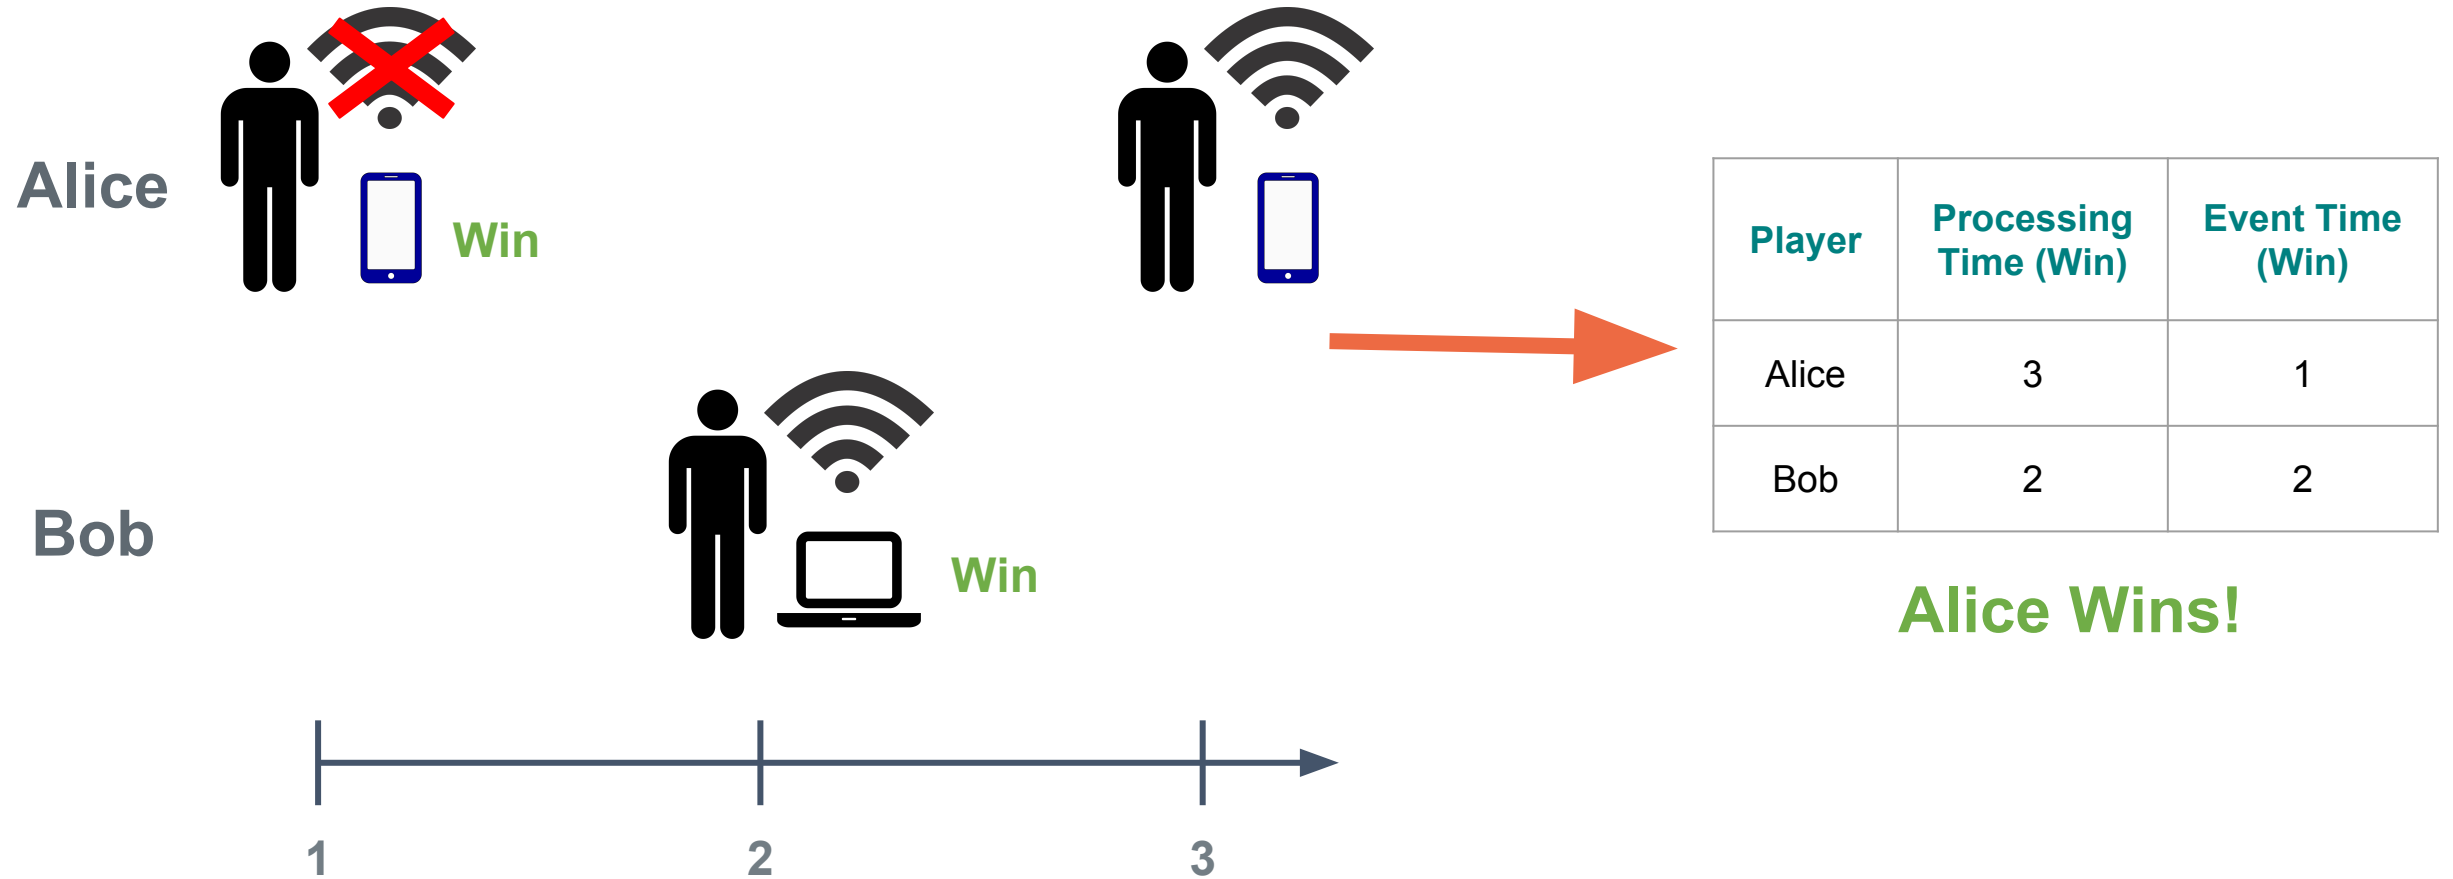 Alice
Win
Bob
Win
1
2
3
Player
Processing
Time (Win)
Event Time
(Win)
Alice
3
1
Bob
2
2
Alice Wins!